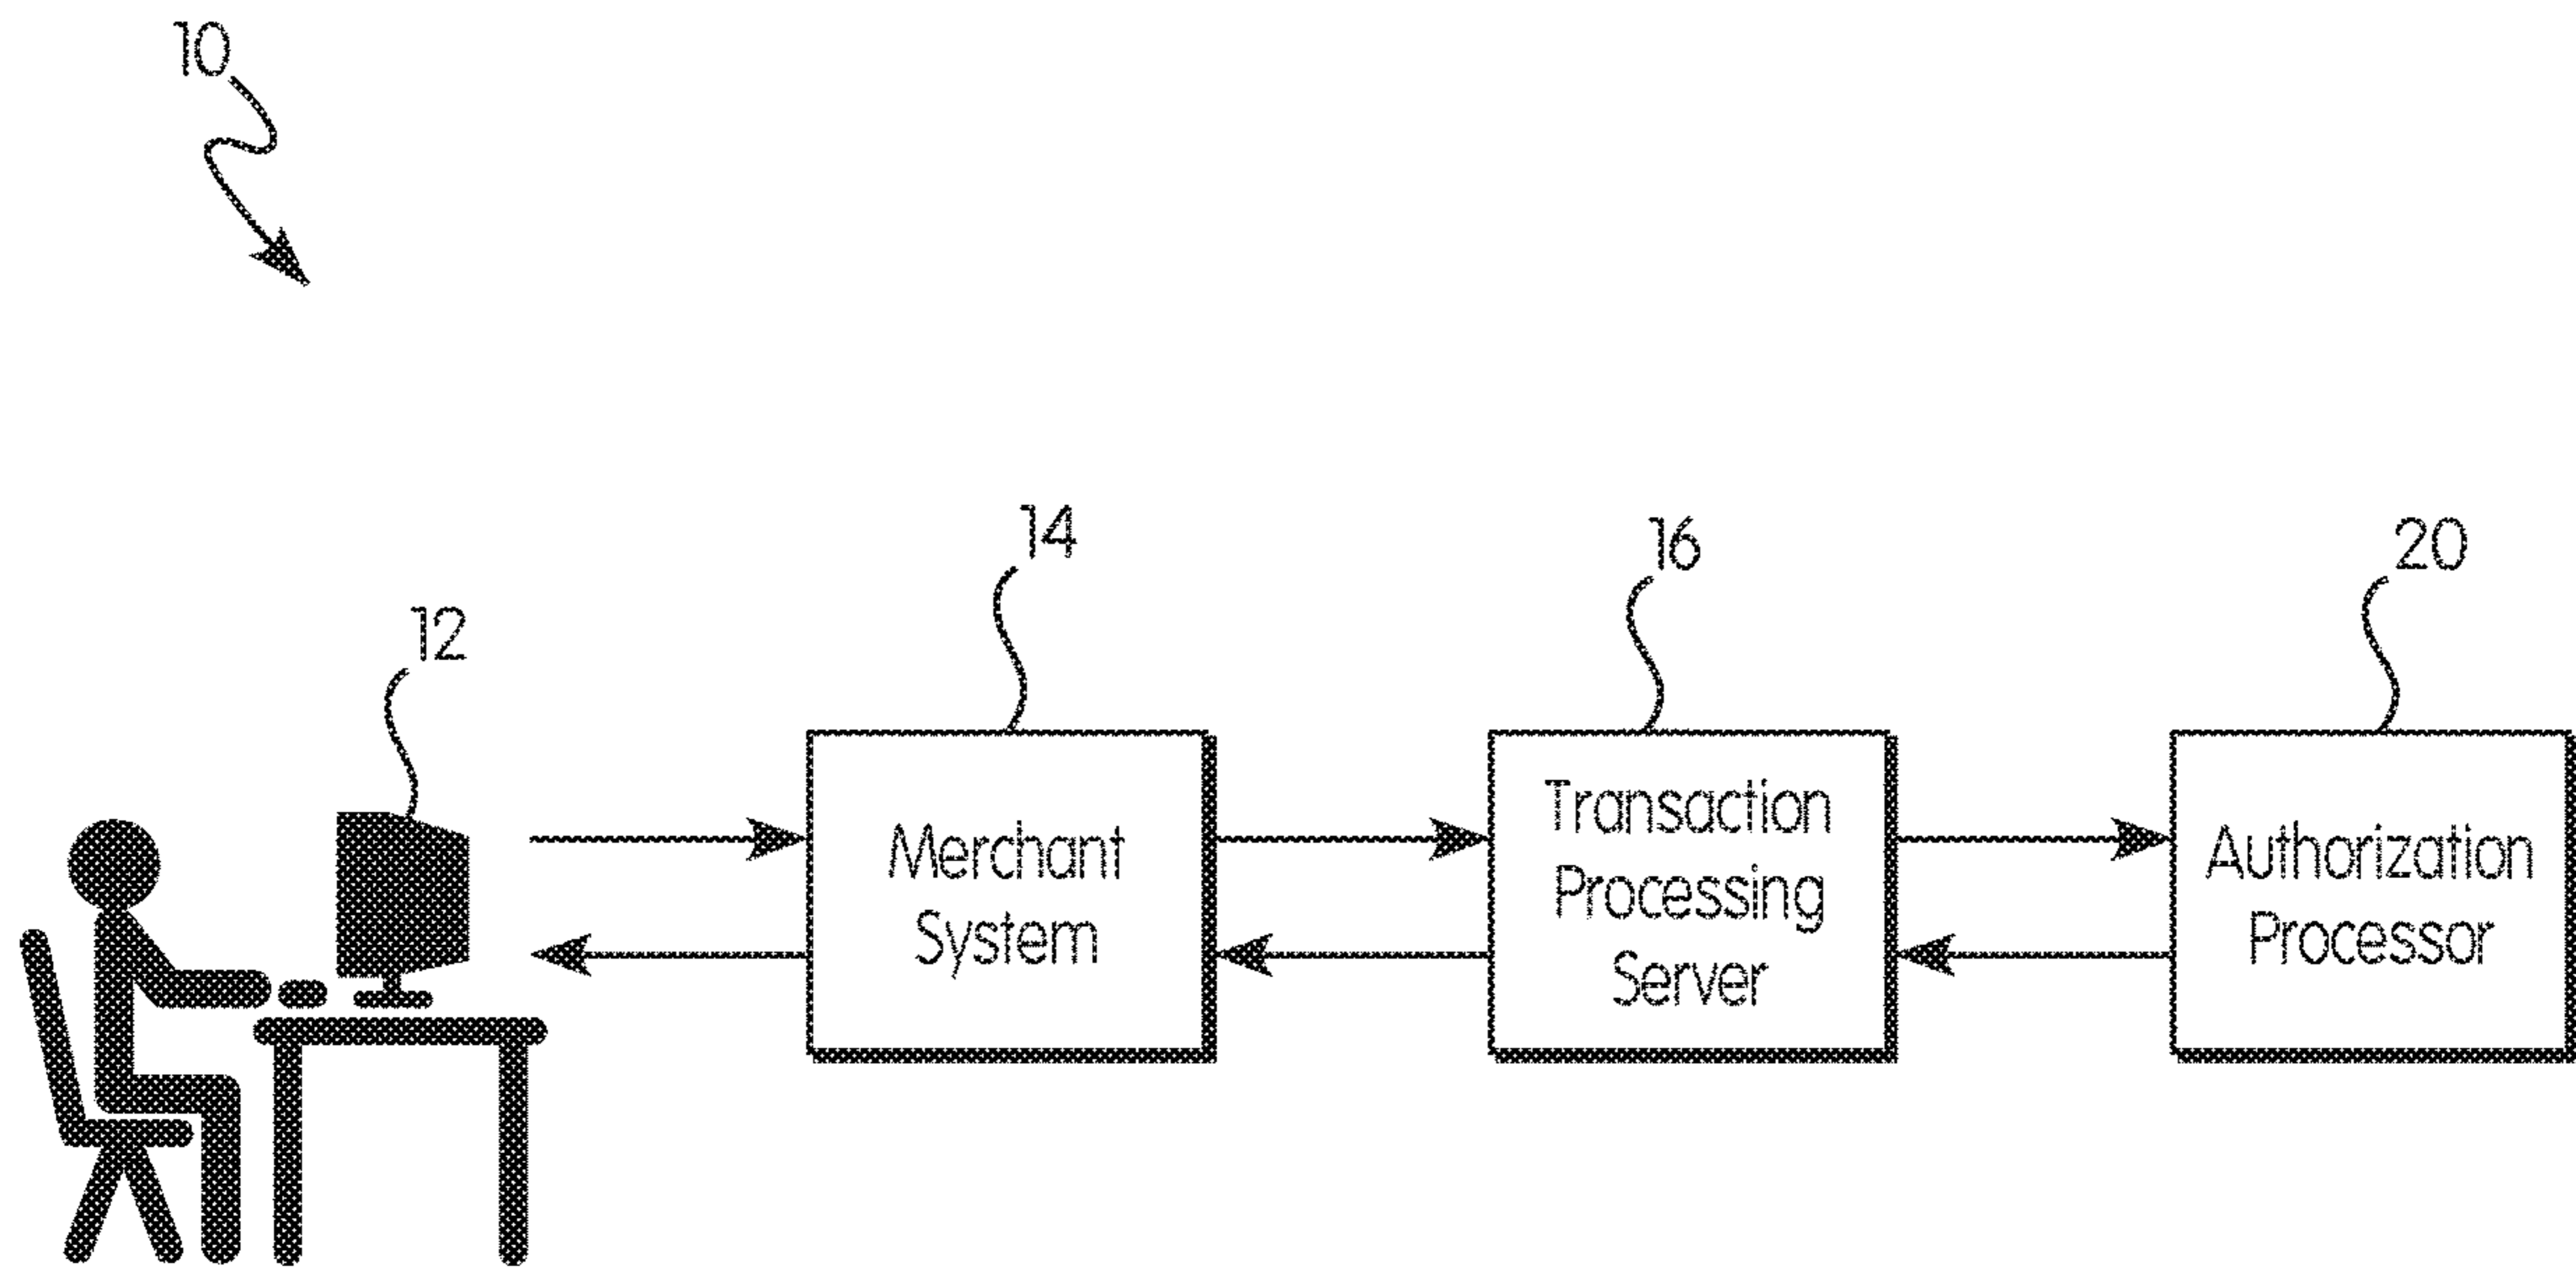 10
14
16
20
12
Merchant
System
Transaction
Processing
Server
Authorization
Processor